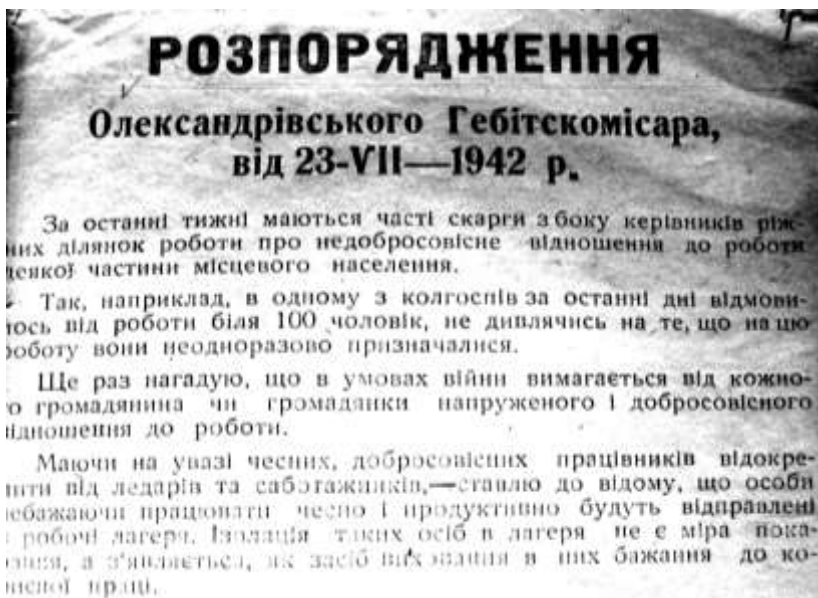 РОЗПОРЯДЖЕННЯ
Олександрівського Гебітскомісара,
від 23-VII—1942 р.
За останні тижні маються часті скарги з боку керівників ріж-
них ділянок роботи про недобросовісне відношення до роботи
деякої частини місцевого населення.
Так, наприклад, в одному з колгоспів за останні дні відмови-
лось від роботи біля 100 чоловік, не дивлячись на те, що на цю
роботу вони неодноразово призначалися.
Ще раз нагадую, що в умовах війни вимагається від кожно-
го громадянина чи громадянки напруженого і добросовісного
відношення до роботи.
Маючи на увазі чесних, добросовісних працівників відокре-
мити від ледарів та саботажників,—ставлю до відому, що особи
небажаючи працювати чесно і продуктивно будуть відправлені
в робочі лагеря. Ізоляція таких осіб в лагеря не є міра пока-
рання, а з'являється, як засіб виховання в них бажання до ко-
рисної праці.